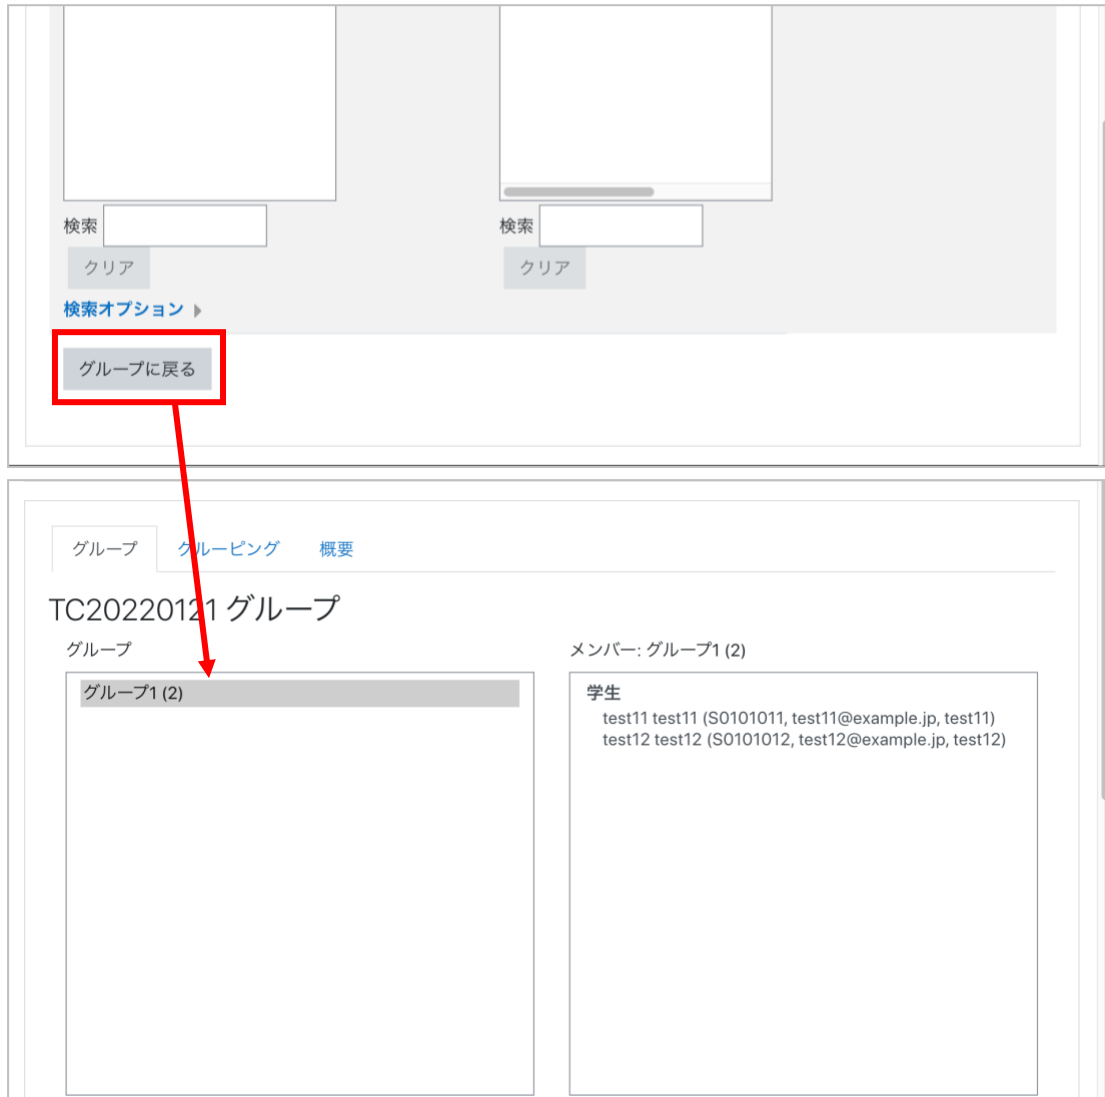 検索
検索
クリア
クリア
検索オプション
グループに戻る
グループ グルーピング 概要
TC20220121 グループ
グループ
メンバー: グループ1 (2)
グループ1 (2)
学生
test11 test11 (S0101011, test11@example.jp, test11)
test12 test12 (S0101012, test12@example.jp, test12)